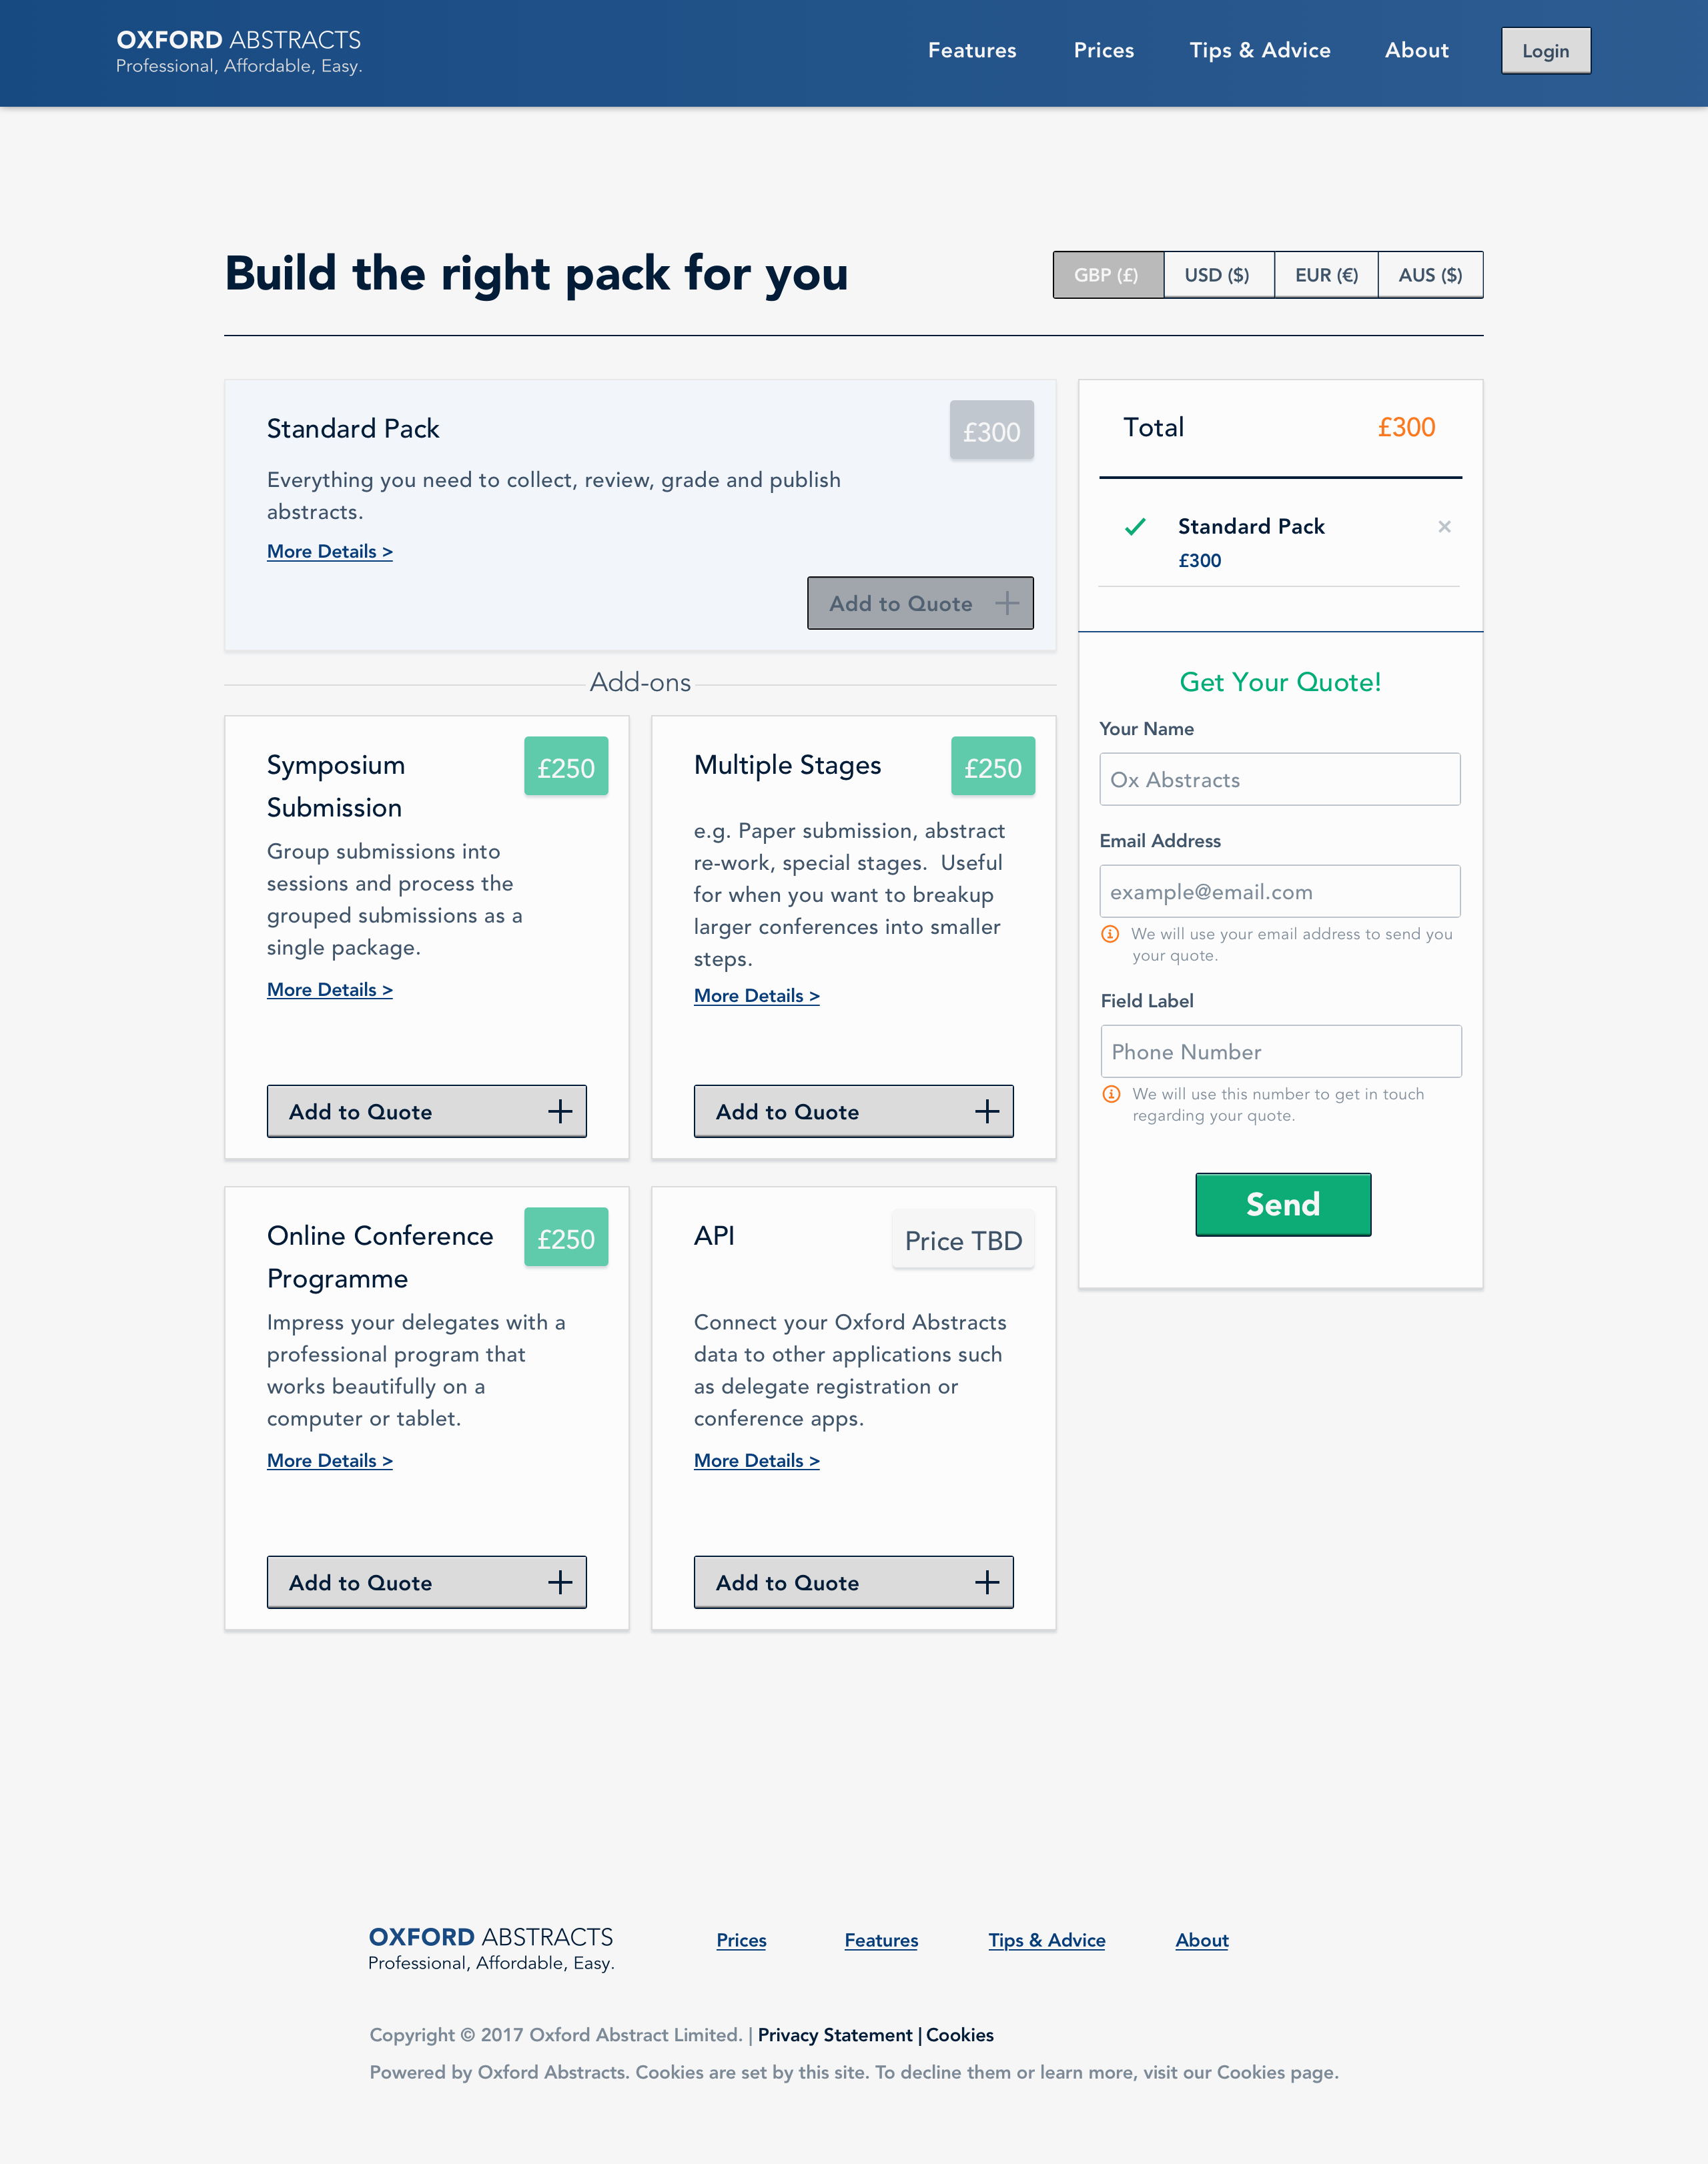 OXFORD ABSTRACTS
Professional, Affordable, Easy.
Features
Prices
Tips & Advice
About
Login
Build the right pack for you
GBP (£)
USD ($)
EUR (€)
AUS ($)
Standard Pack
£300
Everything you need to collect, review, grade and publish
abstracts.
More Details >
Add to Quote
Add-ons
Symposium
Submission
£250
Group submissions into
sessions and process the
grouped submissions as a
single package.
More Details >
Add to Quote
Multiple Stages
£250
e.g. Paper submission, abstract
re-work, special stages.  Useful
for when you want to breakup
larger conferences into smaller
steps.
More Details >
Add to Quote
Online Conference
Programme
£250
Impress your delegates with a
professional program that
works beautifully on a
computer or tablet.
More Details >
Add to Quote
API
Price TBD
Connect your Oxford Abstracts
data to other applications such
as delegate registration or
conference apps.
More Details >
Add to Quote
Total
£300
Standard Pack
£300
Get Your Quote!
Your Name
Ox Abstracts
Email Address
example@email.com
We will use your email address to send you
your quote.
Field Label
Phone Number
We will use this number to get in touch
regarding your quote.
Send
OXFORD ABSTRACTS
Professional, Affordable, Easy.
Prices
Features
Tips & Advice
About
Copyright © 2017 Oxford Abstract Limited. | Privacy Statement | Cookies
Powered by Oxford Abstracts. Cookies are set by this site. To decline them or learn more, visit our Cookies page.